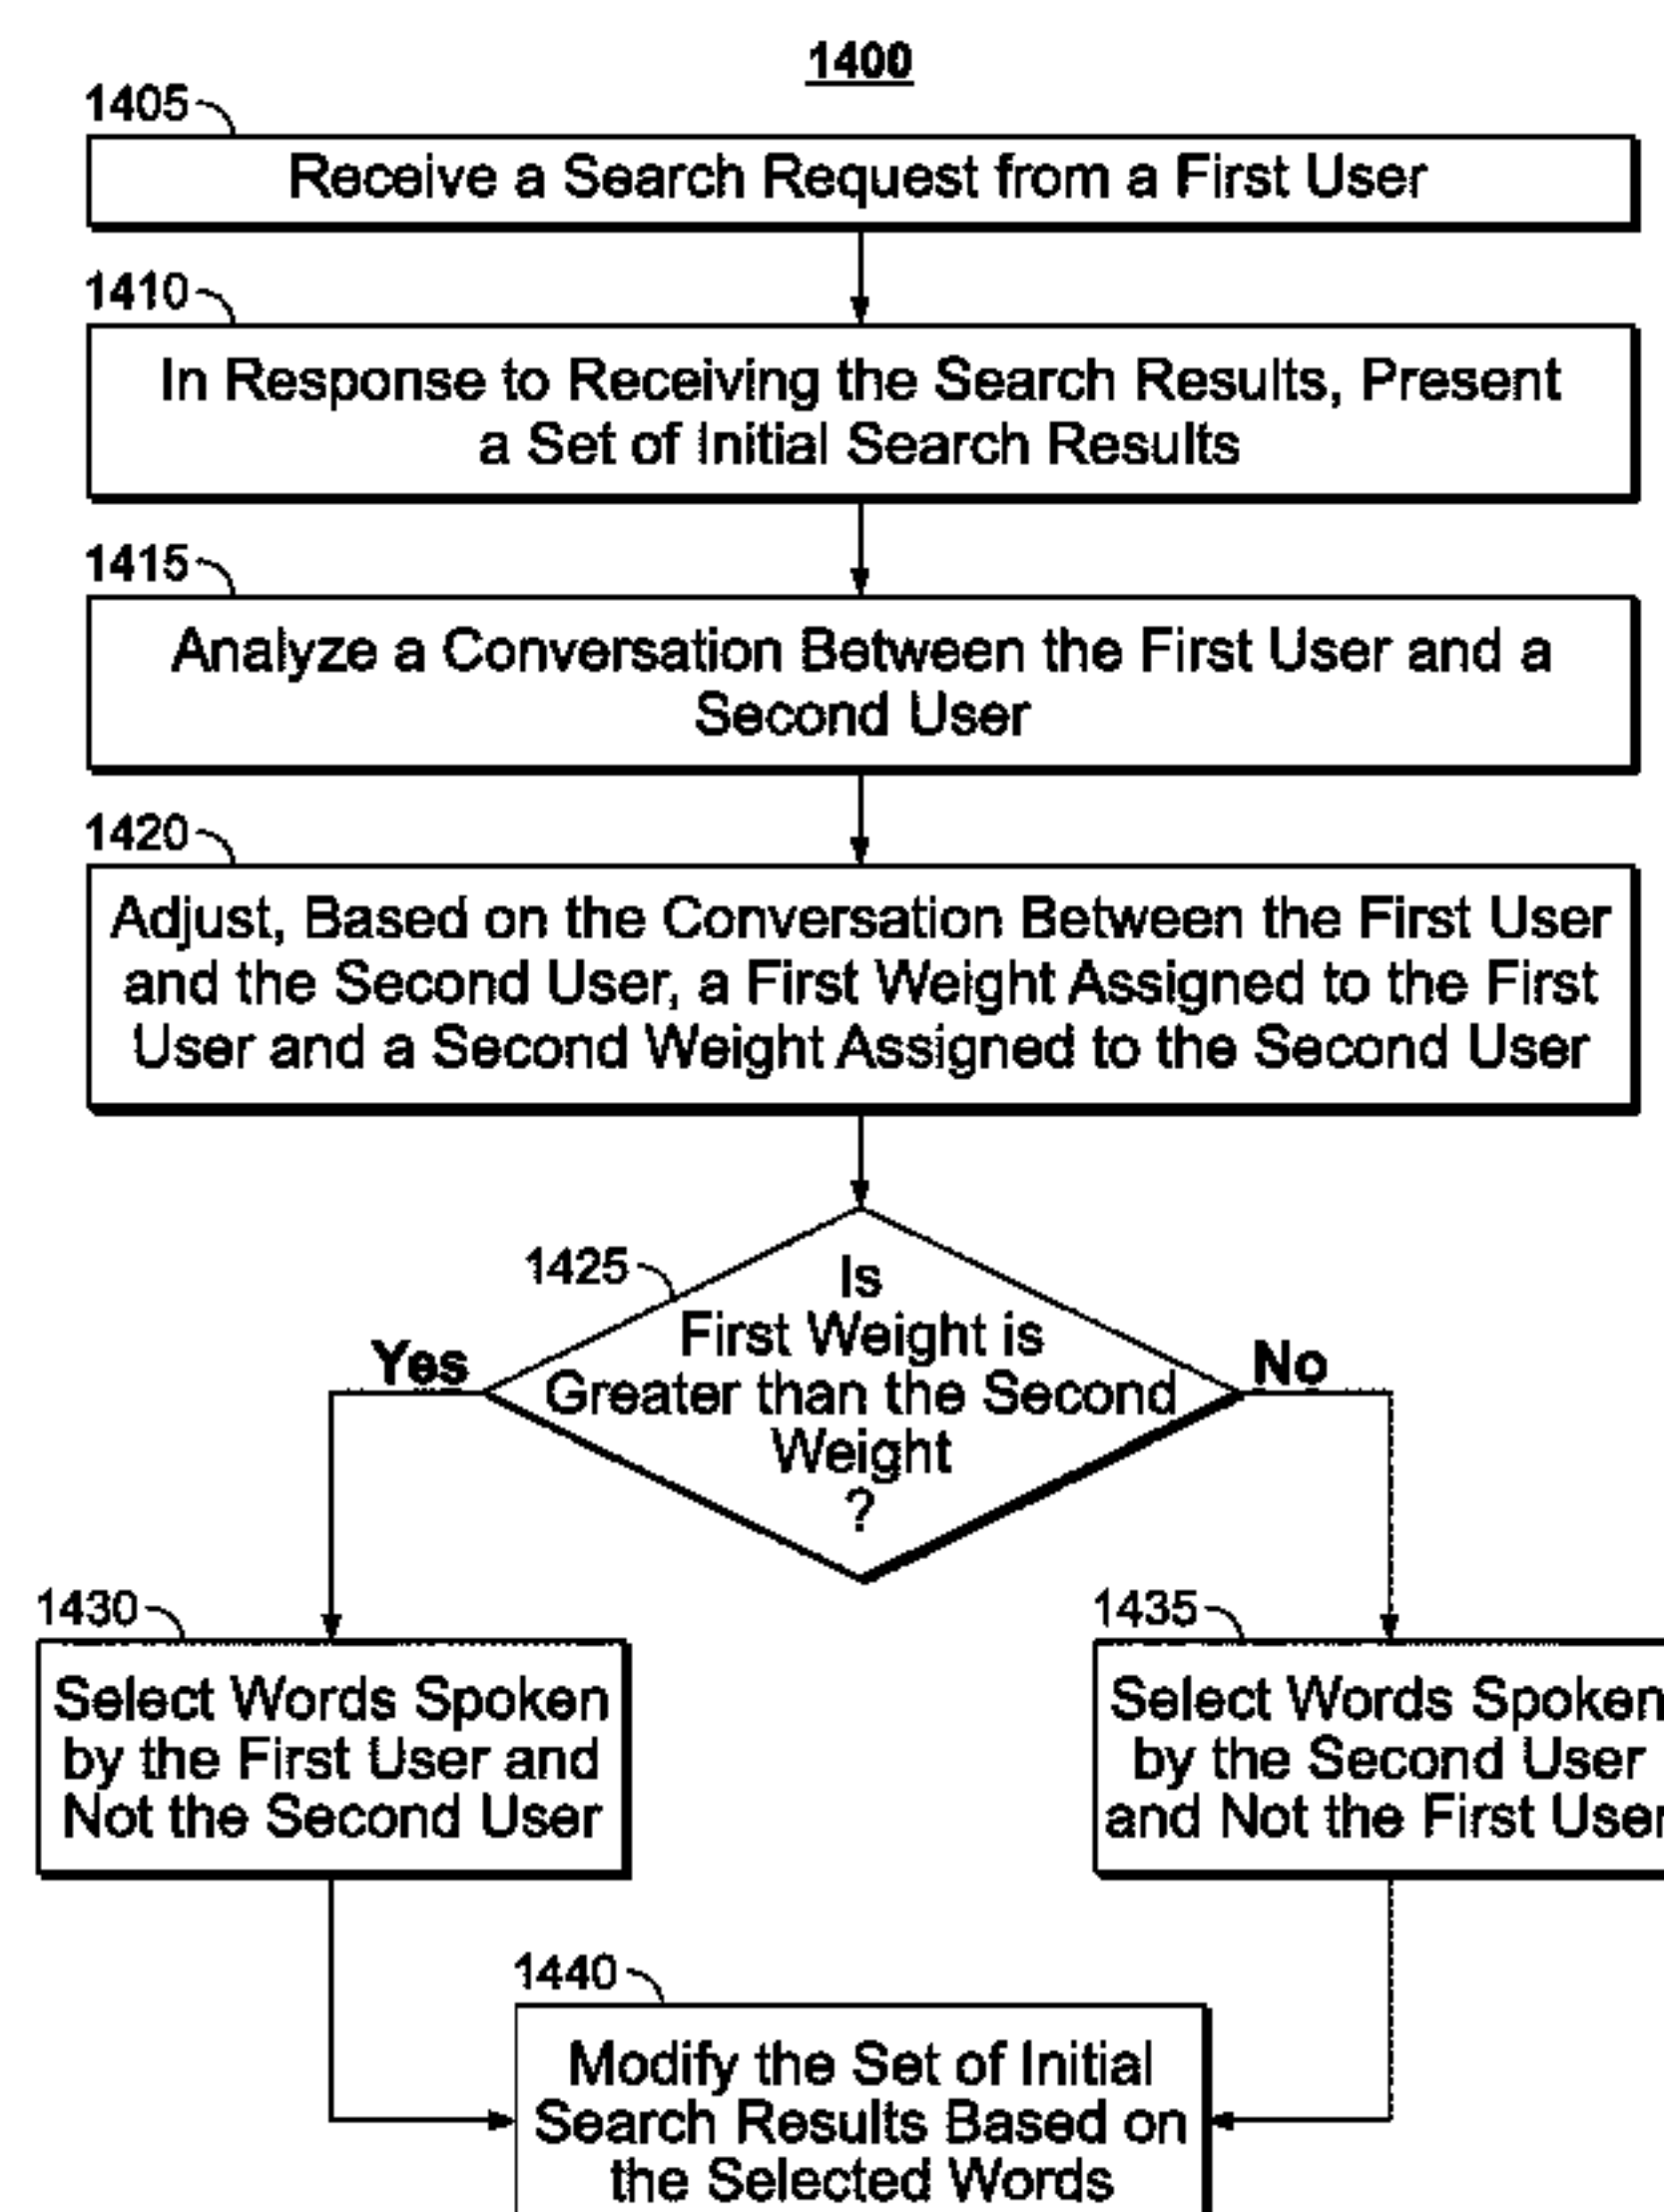 1400
1405
Receive a Search Request from a First User
1410
In Response to Receiving the Search Results, Present
a Set of Initial Search Results
1415
Analyze a Conversation Between the First User and a
Second User
1420
Adjust, Based on the Conversation Between the First User
and the Second User, a First Weight Assigned to the First
User and a Second Weight Assigned to the Second User
1425
Is
First Weight is
Greater than the Second
Weight
?
Yes
No
1430
Select Words Spoken
by the First User and
Not the Second User
1435
Select Words Spoken
by the Second User
and Not the First User
1440
Modify the Set of Initial
Search Results Based on
the Selected Words